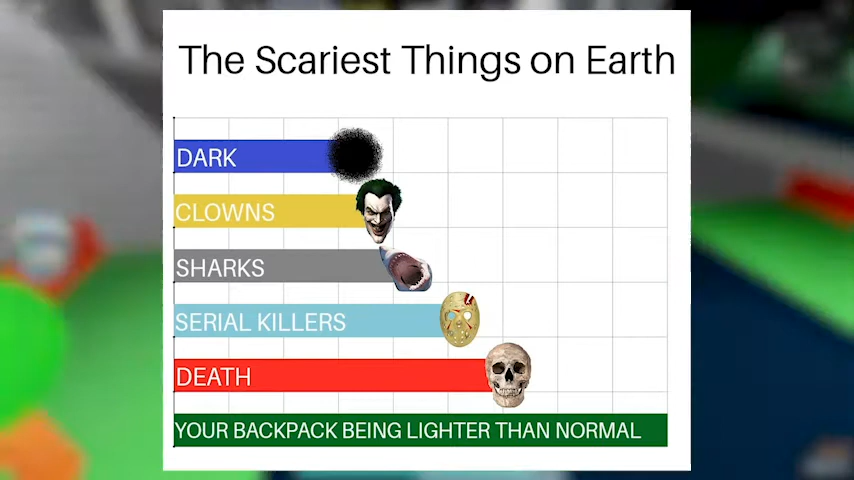 The Scariest Things on Earth
DARK
CLOWNS
SHARKS
SERIAL KILLERS
DEATH
YOUR BACKPACK BEING LIGHTER THAN NORMAL